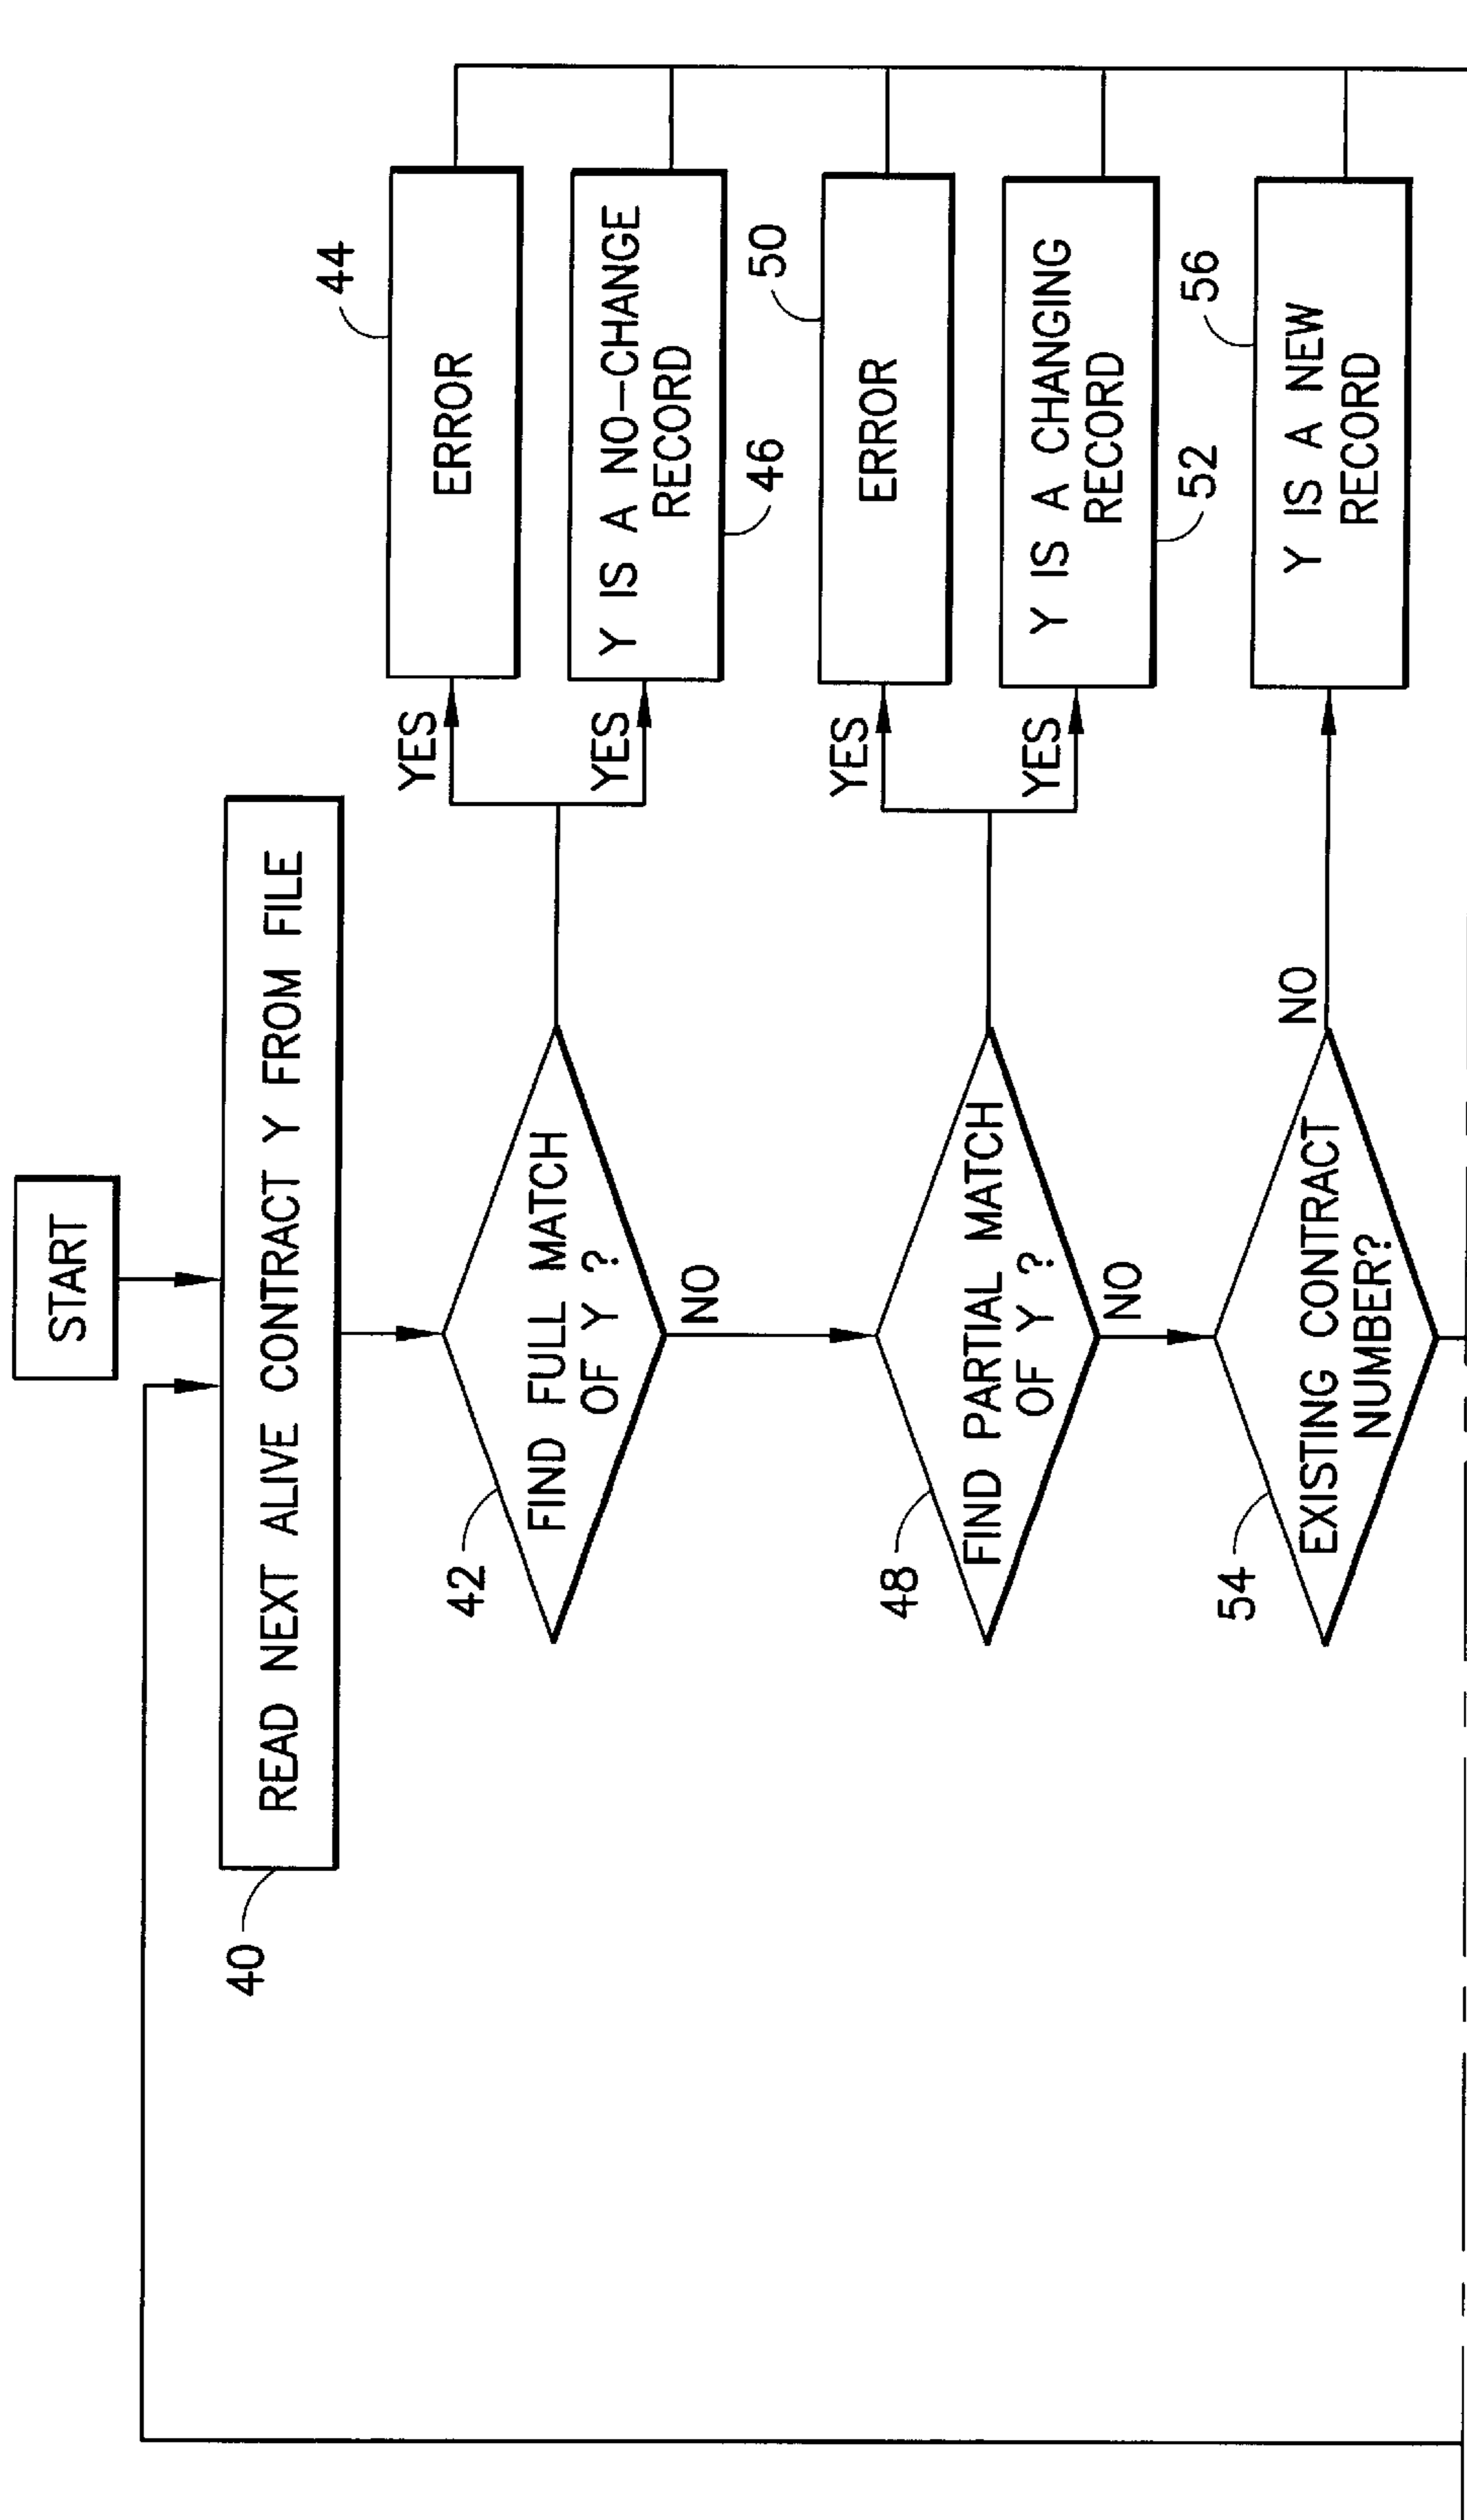 START
READ NEXT ALIVE CONTRACT Y FROM FILE
40
44
YES
ERROR
42
FIND FULL MATCH
OF Y ?
YES
Y IS A NO-CHANGE
RECORD
46
NO
50
YES
ERROR
48
FIND PARTIAL MATCH
OF Y ?
YES
Y IS A CHANGING
RECORD
52
NO
56
54
EXISTING CONTRACT
NUMBER?
NO
Y IS A NEW
RECORD